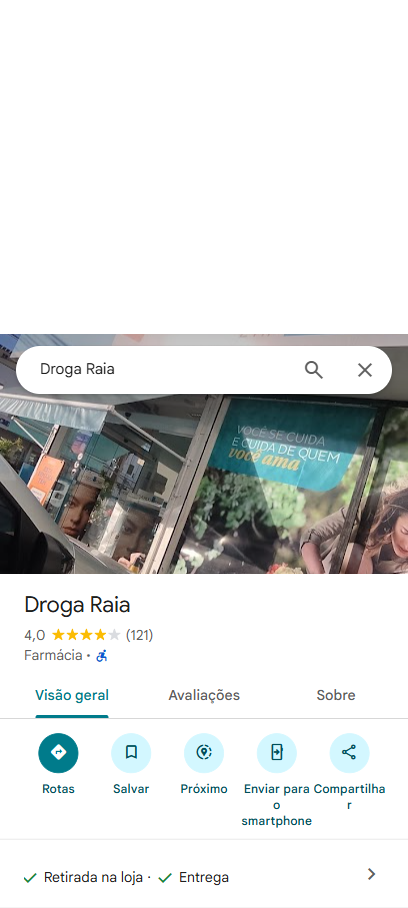 Droga Raia
VOCÊ SE CUIDA
E CUIDA DE QUEM
você ama
Droga Raia
4,0 (121)
Farmácia ·
Visão geral Avaliações Sobre
Rotas Salvar Próximo Enviar para o smartphone Compartilhar
Retirada na loja · Entrega